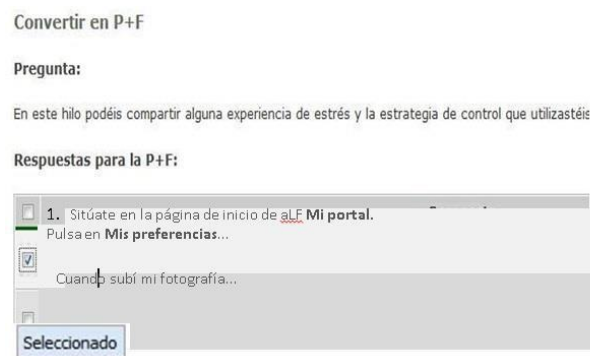 Convertir en P+F
Pregunta:
En este hilo podéis compartir alguna experiencia de estrés y la estrategia de control que utilizastéis
Respuestas para la P+F:
1. Sitúate en la página de inicio de aLF Mi portal.
Pulsa en Mis preferencias...
Cuando subí mi fotografía...
Seleccionado